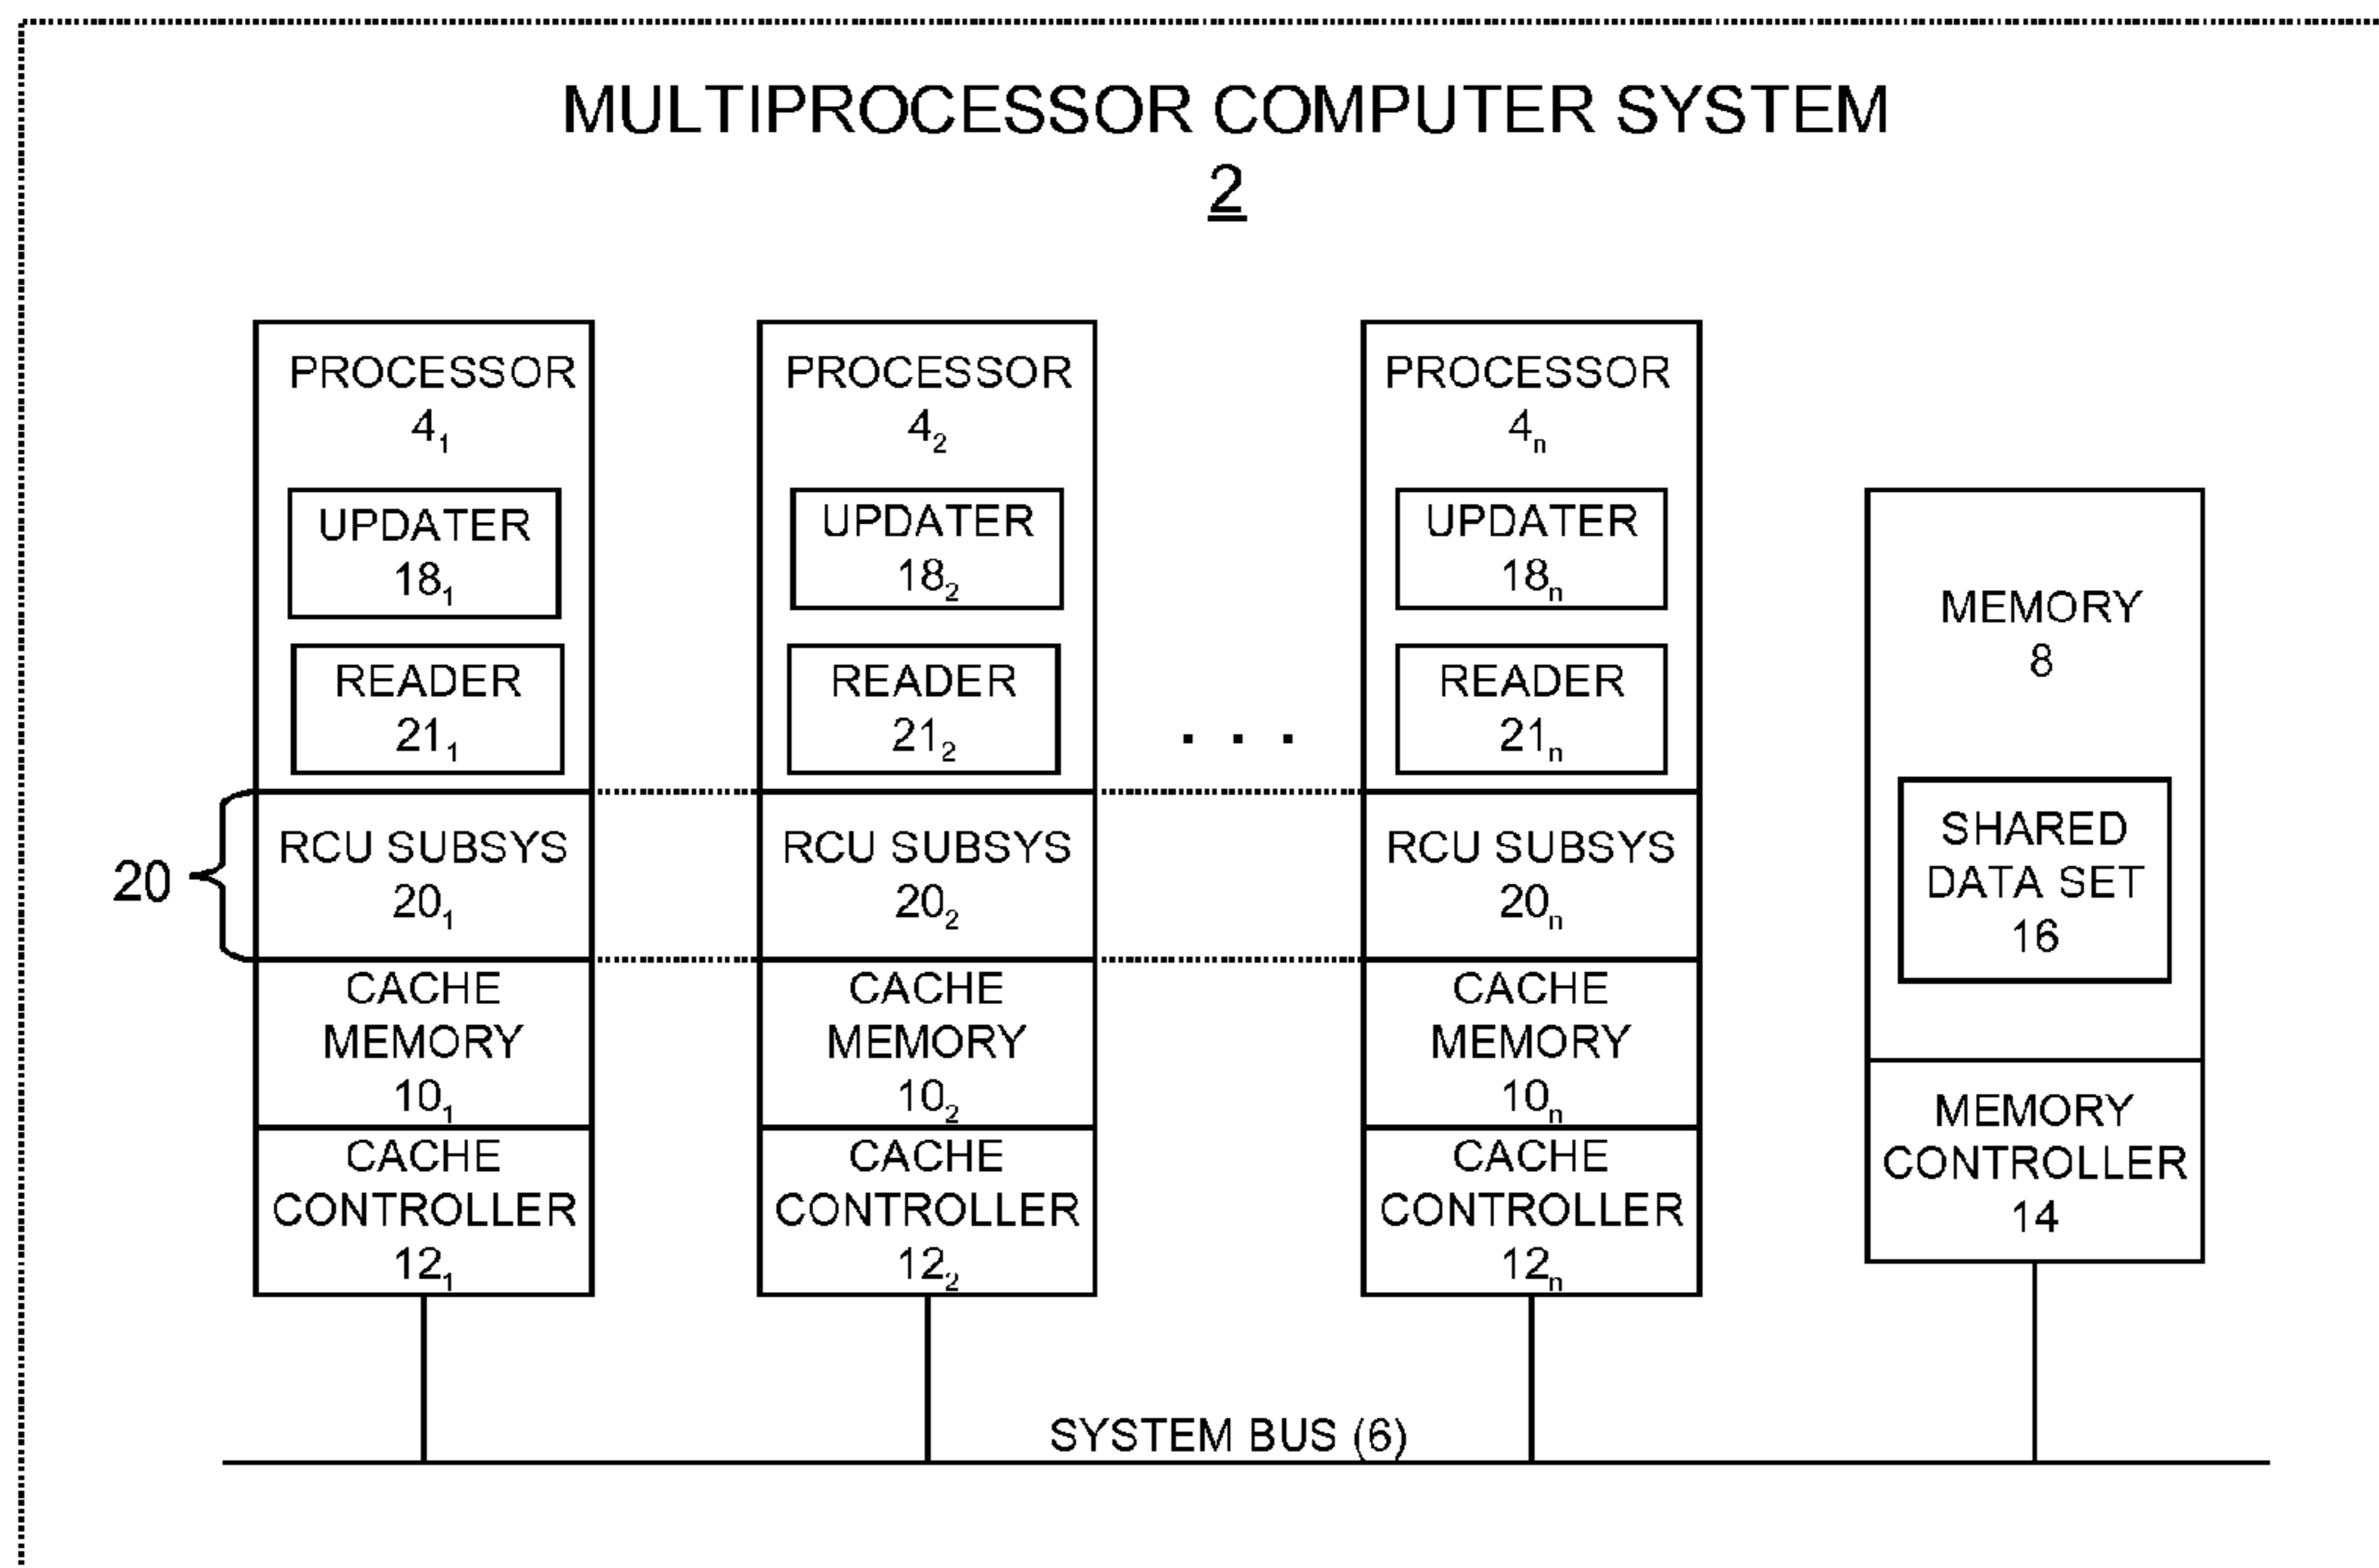 MULTIPROCESSOR COMPUTER SYSTEM
2
PROCESSOR
4₁
UPDATER
18₁
READER
21₁
RCU SUBSYS
20₁
CACHE
MEMORY
10₁
CACHE
CONTROLLER
12₁
20
PROCESSOR
4₂
UPDATER
18₂
READER
21₂
RCU SUBSYS
20₂
CACHE
MEMORY
10₂
CACHE
CONTROLLER
12₂
. . .
PROCESSOR
4ₙ
UPDATER
18ₙ
READER
21ₙ
RCU SUBSYS
20ₙ
CACHE
MEMORY
10ₙ
CACHE
CONTROLLER
12ₙ
MEMORY
8
SHARED
DATA SET
16
MEMORY
CONTROLLER
14
SYSTEM BUS (6)